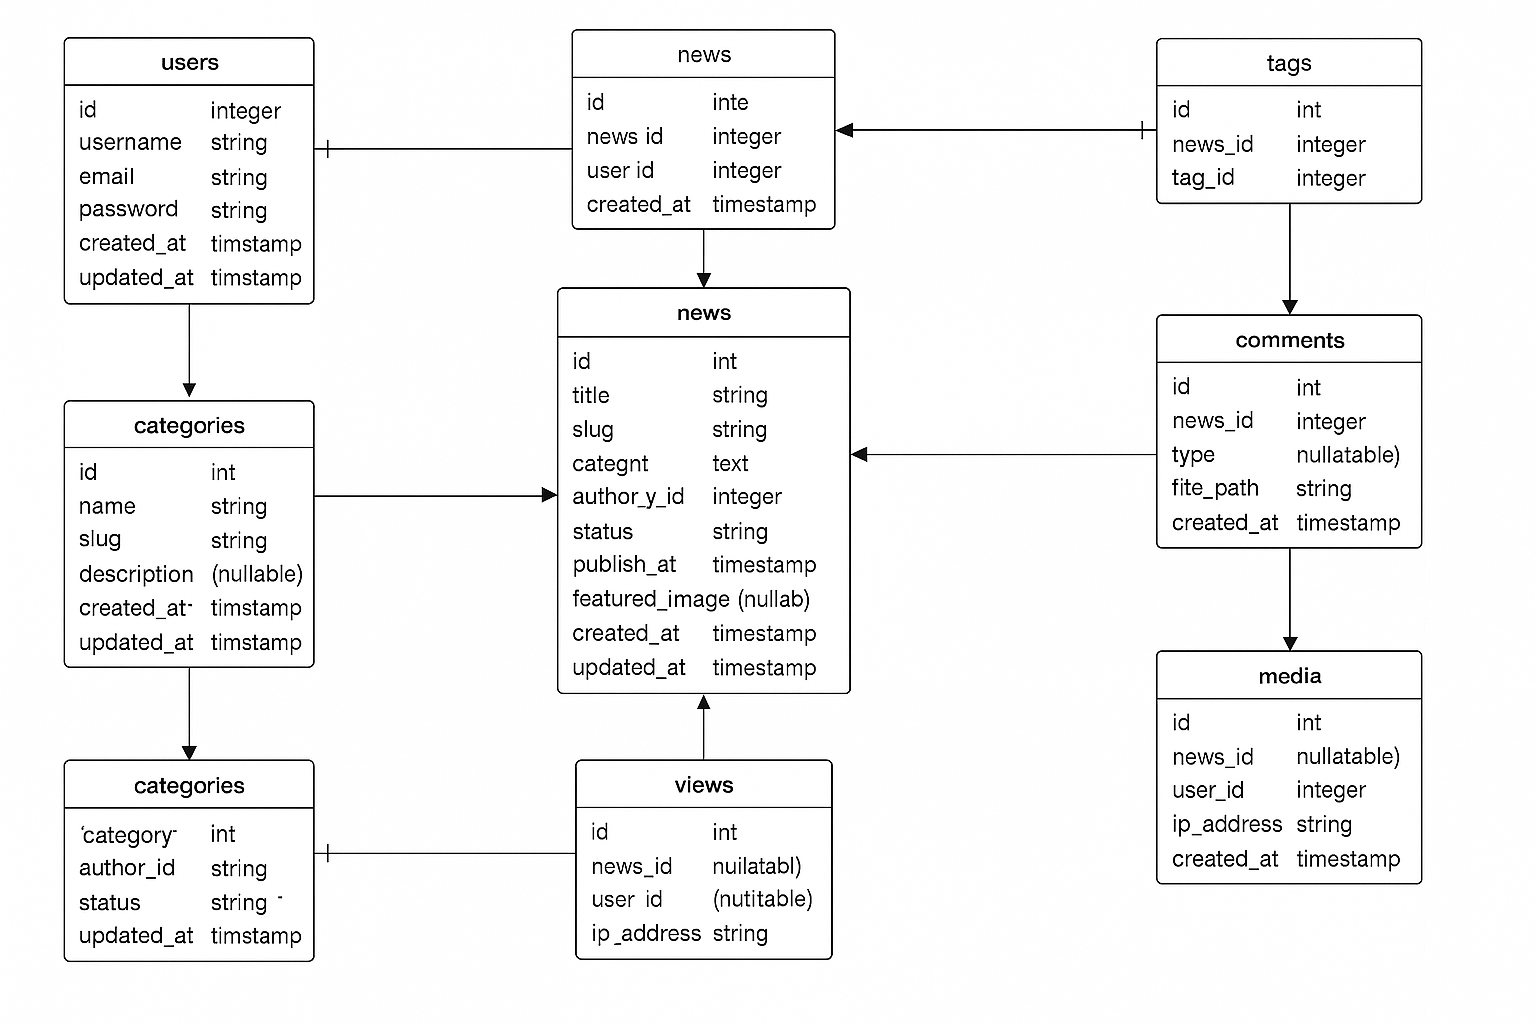 users
id integer
username string
email string
password string
created_at timstamp
updated_at timstamp
news
id inte
news id integer
user id integer
created_at timestamp
tags
id int
news_id integer
tag_id integer
categories
id int
name string
slug string
description (nullable)
created_at- timstamp
updated_at timstamp
news
id int
title string
slug string
categnt text
author_y_id integer
status string
publish_at timestamp
featured_image (nullab)
created_at timestamp
updated_at timestamp
comments
id int
news_id integer
type nullatable)
fite_path string
created_at timestamp
categories
'category- int
author_id string
status string -
updated_at timstamp
views
id int
news_id nuilatabl)
user id (nutitable)
ip_address string
media
id int
news_id nullatable)
user_id integer
ip_address string
created_at timestamp